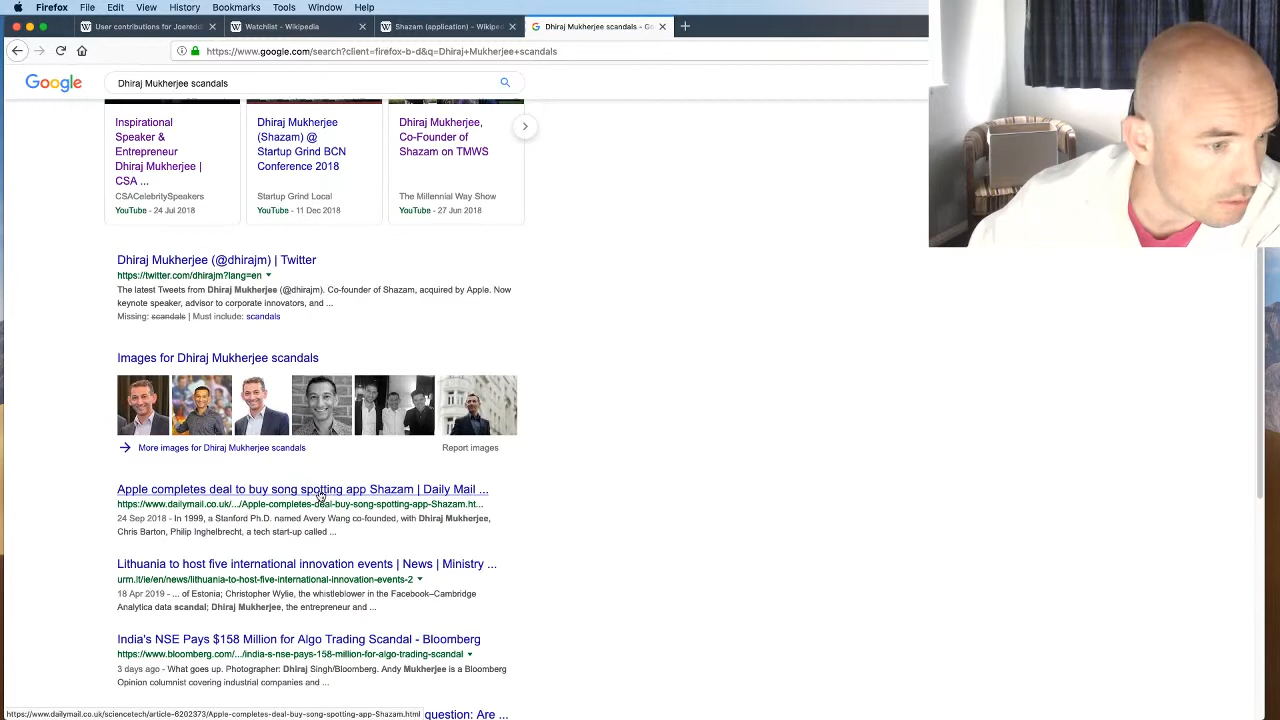 Firefox File Edit View History Bookmarks Tools Window Help
User contributions for Joeredd
Watchlist - Wikipedia
Shazam (application) - Wikiped
Dhiraj Mukherjee scandals - Go
https://www.google.com/search?client=firefox-b-d&q=Dhiraj+Mukherjee+scandals
Google
Dhiraj Mukherjee scandals
Inspirational
Speaker &
Entrepreneur
Dhiraj Mukherjee |
CSA ...
CSACelebritySpeakers
YouTube - 24 Jul 2018
Dhiraj Mukherjee
(Shazam) @
Startup Grind BCN
Conference 2018
Startup Grind Local
YouTube - 11 Dec 2018
Dhiraj Mukherjee,
Co-Founder of
Shazam on TMWS
The Millennial Way Show
YouTube - 27 Jun 2018
Dhiraj Mukherjee (@dhirajm) | Twitter
https://twitter.com/dhirajm?lang=en
The latest Tweets from Dhiraj Mukherjee (@dhirajm). Co-founder of Shazam, acquired by Apple. Now
keynote speaker, advisor to corporate innovators, and ...
Missing: scandals | Must include: scandals
Images for Dhiraj Mukherjee scandals
More images for Dhiraj Mukherjee scandals
Report images
Apple completes deal to buy song spotting app Shazam | Daily Mail ...
https://www.dailymail.co.uk/.../Apple-completes-deal-buy-song-spotting-app-Shazam.ht...
24 Sep 2018 - In 1999, a Stanford Ph.D. named Avery Wang co-founded, with Dhiraj Mukherjee,
Chris Barton, Philip Inghelbrecht, a tech start-up called ...
Lithuania to host five international innovation events | News | Ministry ...
urm.lt/ie/en/news/lithuania-to-host-five-international-innovation-events-2
18 Apr 2019 - ... of Estonia; Christopher Wylie, the whistleblower in the Facebook–Cambridge
Analytica data scandal; Dhiraj Mukherjee, the entrepreneur and ...
India's NSE Pays $158 Million for Algo Trading Scandal - Bloomberg
https://www.bloomberg.com/.../india-s-nse-pays-158-million-for-algo-trading-scandal
3 days ago - What goes up. Photographer: Dhiraj Singh/Bloomberg. Andy Mukherjee is a Bloomberg
Opinion columnist covering industrial companies and ...
question: Are ...
https://www.dailymail.co.uk/sciencetech/article-6202373/Apple-completes-deal-buy-song-spotting-app-Shazam.html